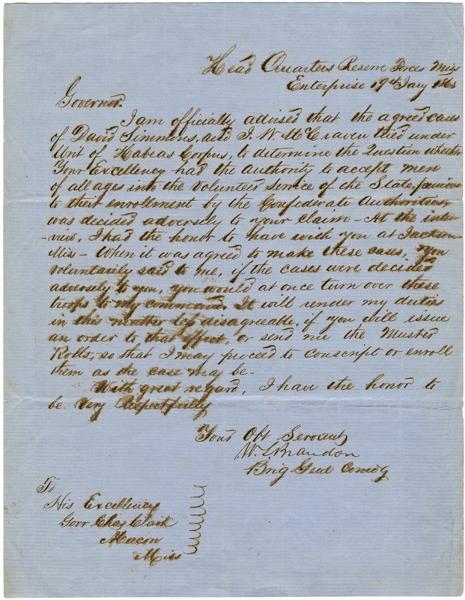 Head Quarters Reserve Forces Miss
Enterprise 19th Jany 1865
Governor.
I am officially advised that the agreed cases
of David Simmons, and J. W. McCraven tried under
Writ of Habeas Corpus, to determine the Question whether
Your Excellency had the authority to accept men
of all ages into the Volunteer Service of the State previous
to their enrollment by the Confederate Authorities,
was decided adversely to your claim - At the inter-
-view, I had the honor to have with you at Jackson
Miss - When it was agreed to make these cases, you
voluntarily said to me, if the cases were decided
adversely to you, you would at once turn over these
troops to my command. It will render my duties
in this matter less disagreeable, if you will issue
an order to that effect, or send me the Muster
Rolls, so that I may proceed to conscript or enroll
them as the case may be-
With great regard, I have the honor to
be Very Respectfully
Your Obt Servant
W. L. Brandon
Brig Genl Comdg
To
His Excellency
Govr Chas Clark
Macon
Miss